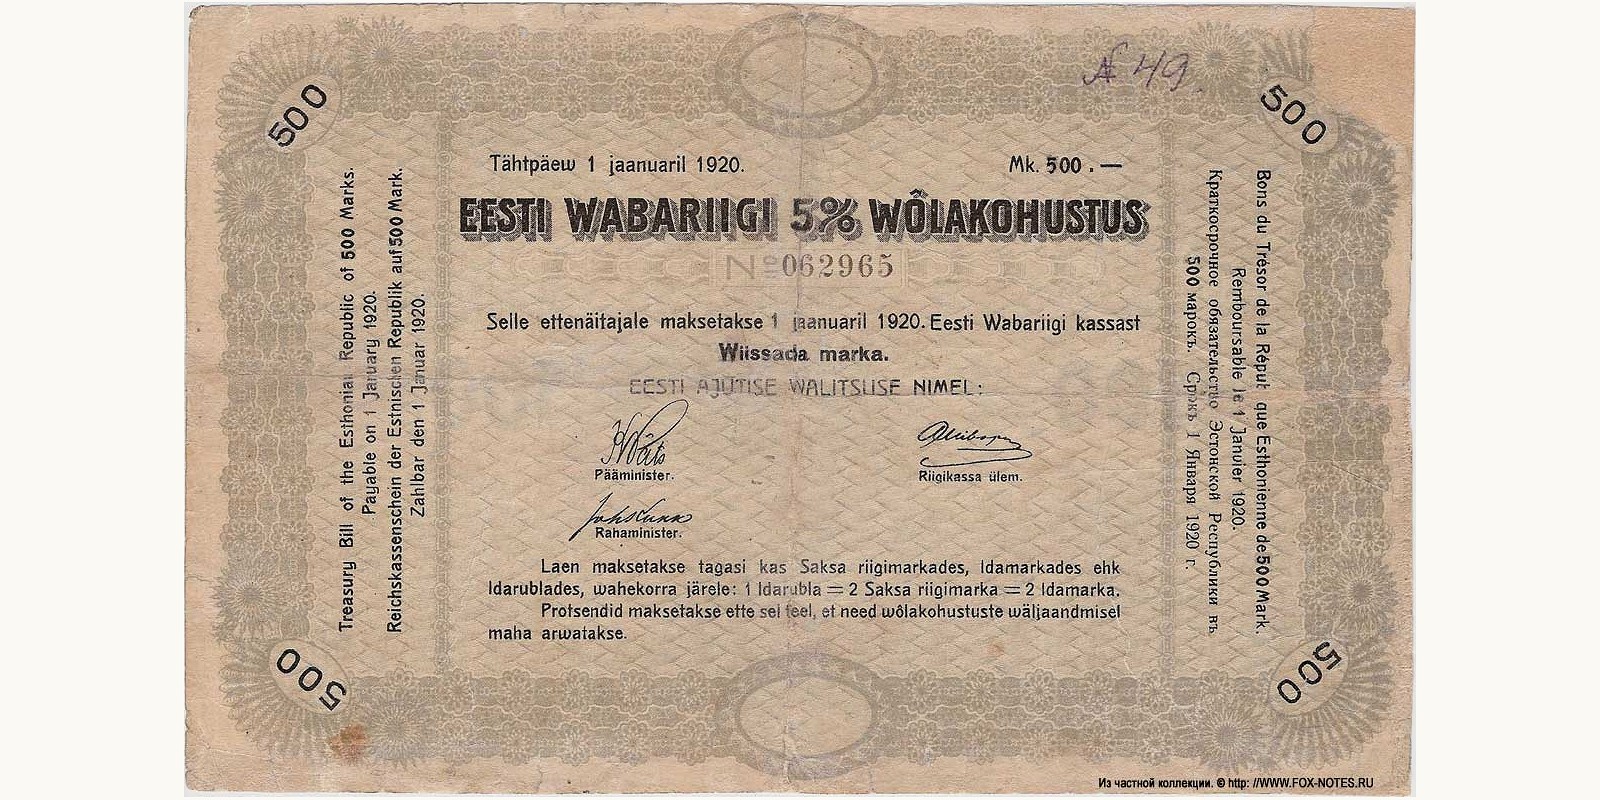 500
500
№ 49.
Tähtpäew 1 jaanuaril 1920.
Mk. 500.—
EESTI WABARIIGI 5% WÔLAKOHUSTUS
№ 062965
Selle ettenäitajale maksetakse 1 jaanuaril 1920. Eesti Wabariigi kassast
Wiissada marka.
EESTI AJUTISE WALITSUSE NIMEL:
K Päts
Pääminister.
Riigikassa ülem.
Rahaminister.
Laen maksetakse tagasi kas Saksa riigimarkades, Idamarkades ehk
Idarublades, wahekorra järele: 1 Idarubla = 2 Saksa riigimarka = 2 Idamarka.
Protsendid maksetakse ette sel teel, et need wôlakohustuste wäljaandmisel
maha arwatakse.
Treasury Bill of the Esthonian Republic of 500 Marks.
Payable on 1 January 1920.
Reichskassenschein der Estnischen Republik auf 500 Mark.
Zahlbar den 1 Januar 1920.
Bons du Trésor de la République Esthonienne de 500 Mark.
Remboursable le 1 Janvier 1920.
Краткосрочное обязательство Эстонской Республики въ
500 марокъ. Срокъ 1 Января 1920 г.
500
500
Из частной коллекции. © http: //WWW.FOX-NOTES.RU